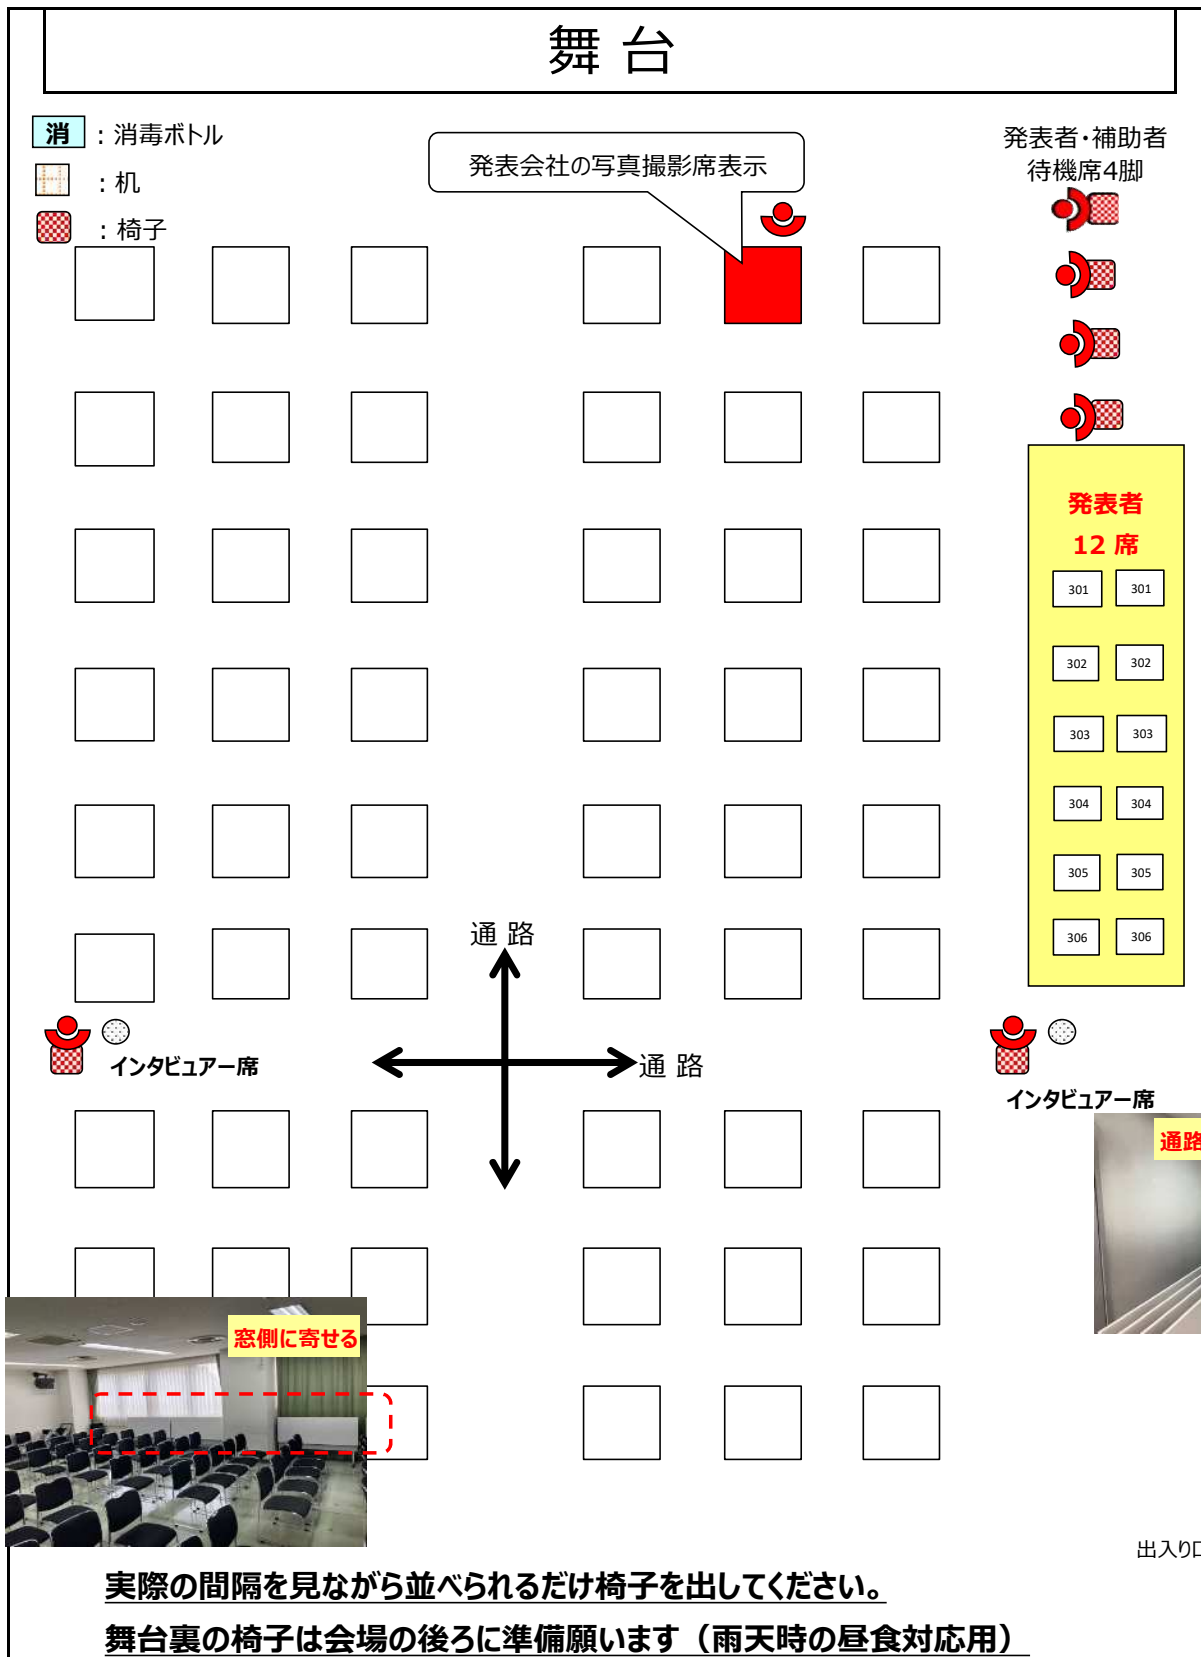 舞 台
消 : 消毒ボトル
: 机
: 椅子
発表会社の写真撮影席表示
発表者・補助者
待機席4脚
発表者
12 席
301 301
302 302
303 303
304 304
305 305
306 306
通 路
通 路
インタビュアー席
インタビュアー席
通路
窓側に寄せる
出入り口
実際の間隔を見ながら並べられるだけ椅子を出してください。
舞台裏の椅子は会場の後ろに準備願います（雨天時の昼食対応用）